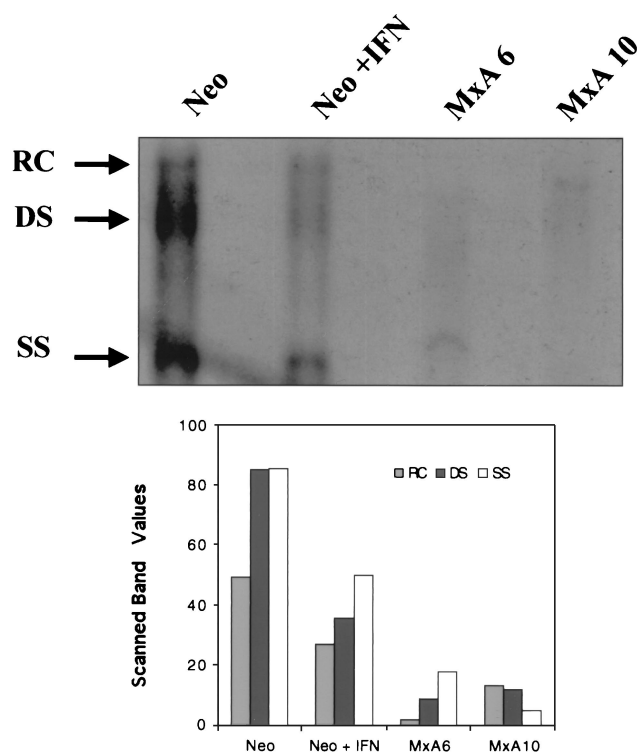 Neo Neo +IFN MxA 6 MxA 10
RC
DS
SS
100
RC DS SS
80
60
40
20
0
Scanned Band Values
Neo Neo + IFN MxA6 MxA10